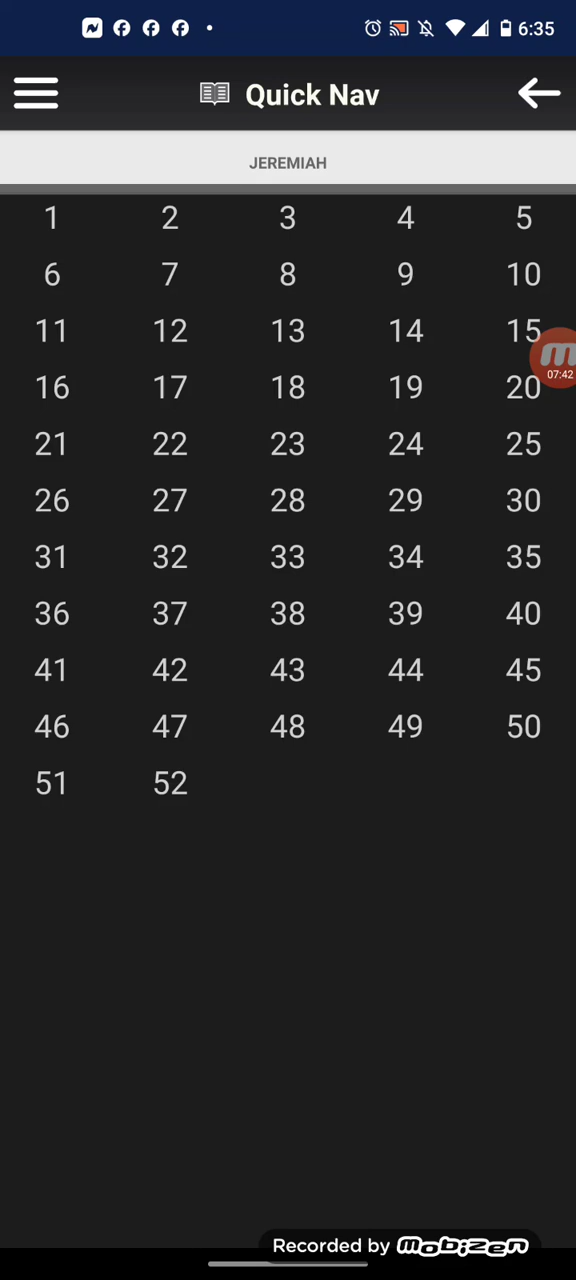 6:35
Quick Nav
JEREMIAH
1 2 3 4 5
6 7 8 9 10
11 12 13 14 15
07:42
16 17 18 19 20
21 22 23 24 25
26 27 28 29 30
31 32 33 34 35
36 37 38 39 40
41 42 43 44 45
46 47 48 49 50
51 52
Recorded by mobizen